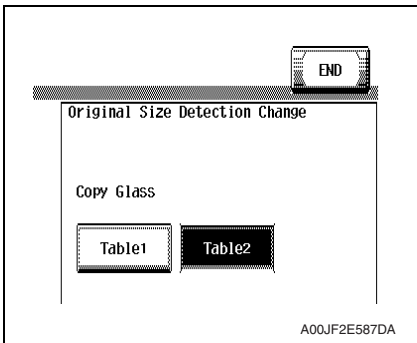 END
Original Size Detection Change
Copy Glass
Table1 Table2
A00JF2E587DA